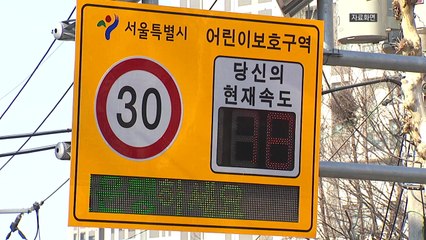 자료화면
서울특별시
어린이보호구역
30
당신의
현재속도